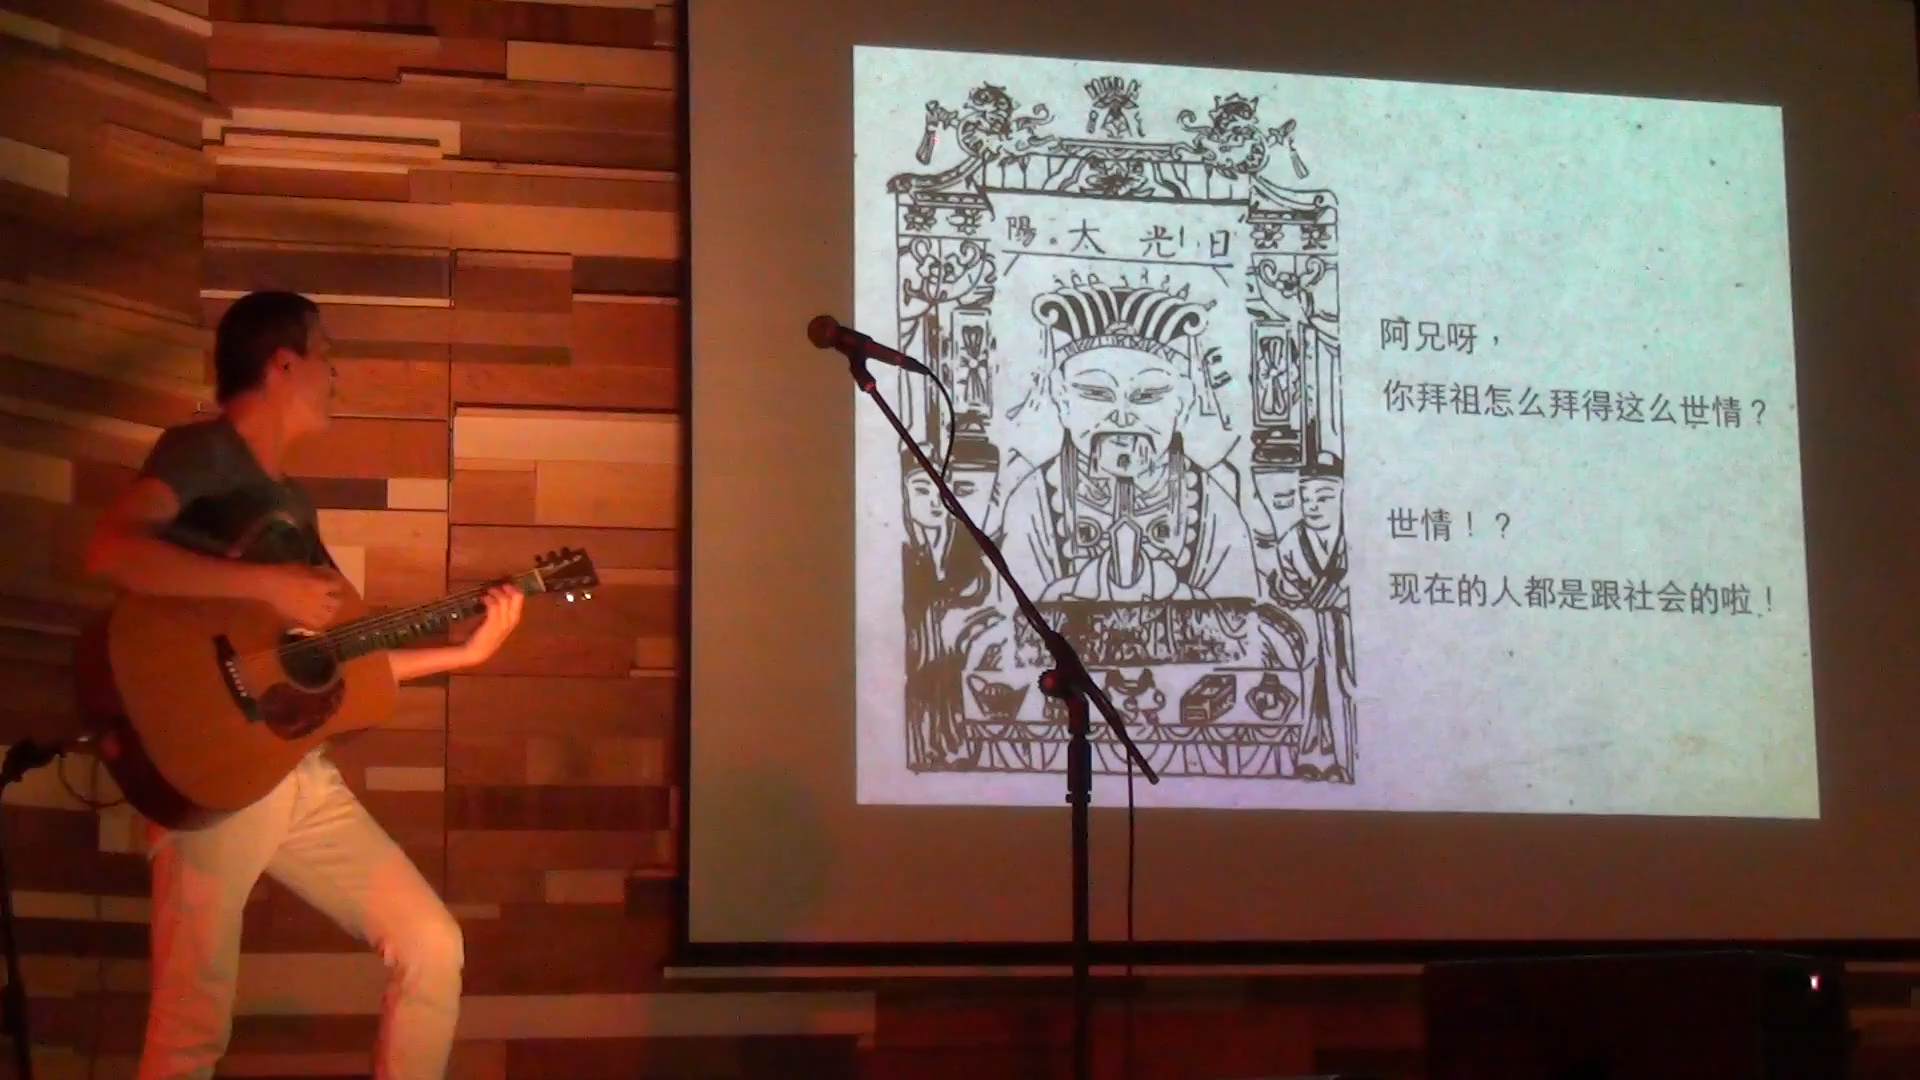 日光太陽
阿兄呀，
你拜祖怎么拜得这么世情？
世情！？
现在的人都是跟社会的啦！